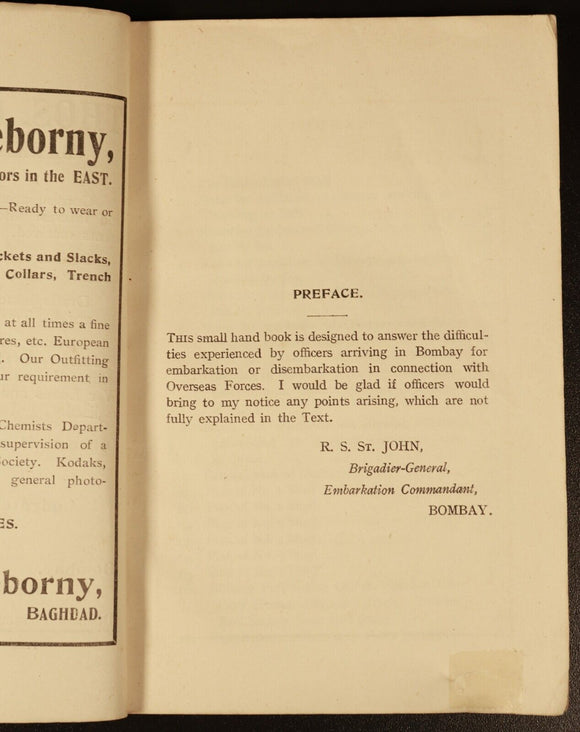 eborny,
ors in the EAST.
—Ready to wear or
ckets and Slacks,
Collars, Trench
at all times a fine
res, etc. European
. Our Outfitting
ur requirement in
Chemists Depart-
supervision of a
ociety. Kodaks,
general photo-
ES.
borny,
BAGHDAD.
PREFACE.
THIS small hand book is designed to answer the difficul-
ties experienced by officers arriving in Bombay for
embarkation or disembarkation in connection with
Overseas Forces. I would be glad if officers would
bring to my notice any points arising, which are not
fully explained in the Text.
R. S. ST. JOHN,
Brigadier-General,
Embarkation Commandant,
BOMBAY.